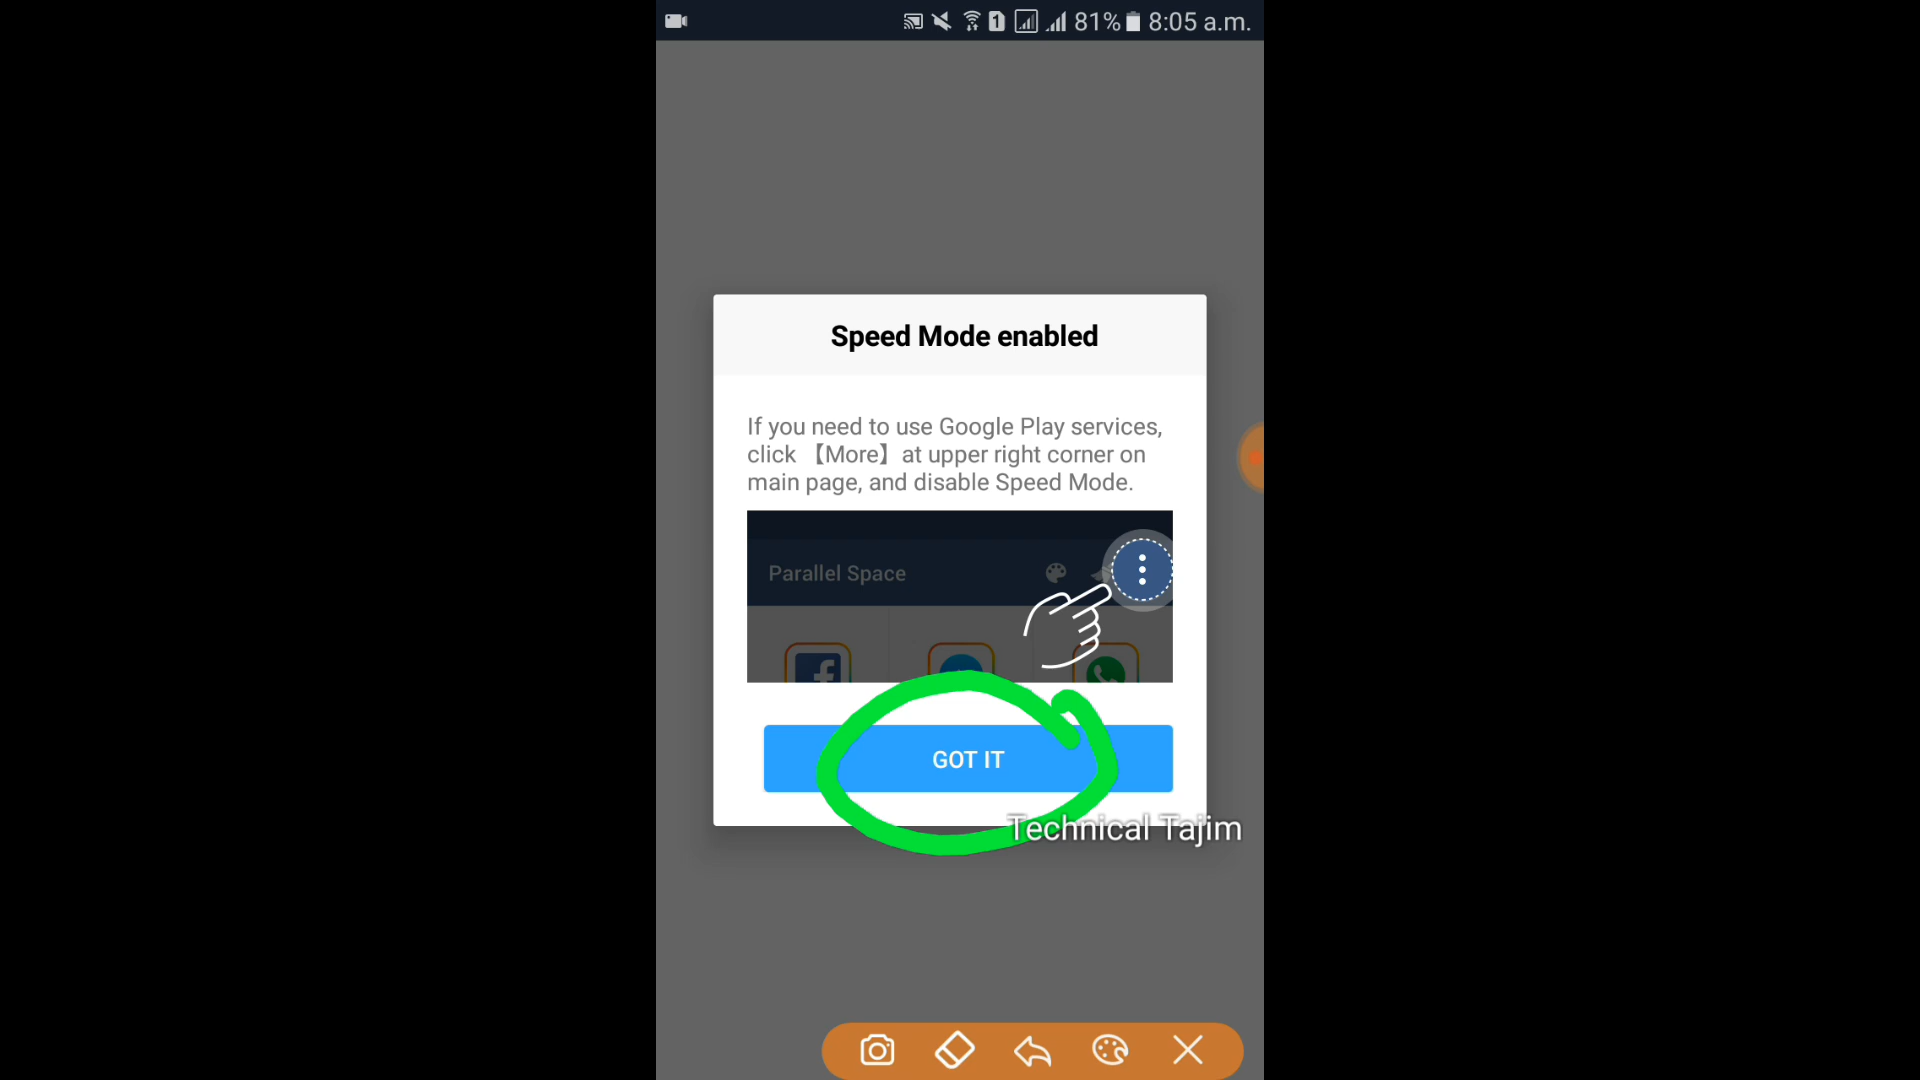 81% 8:05 a.m.
Speed Mode enabled
If you need to use Google Play services,
click 【More】 at upper right corner on
main page, and disable Speed Mode.
Parallel Space
GOT IT
Technical Tajim